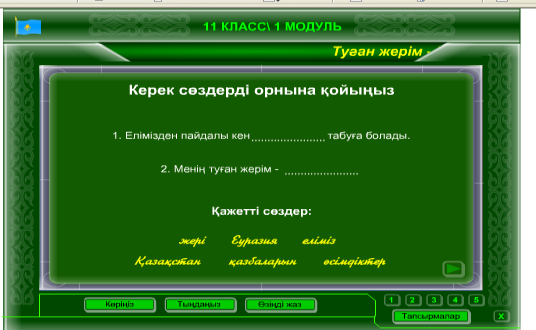 11 КЛАСС\ 1 МОДУЛЬ
Туған жерім -
Керек сөздерді орнына қойыңыз
1. Елімізден пайдалы кен....................... табуға болады.
2. Менің туған жерім - .......................
Қажетті сөздер:
жері Еуразия еліміз
Қазақстан қазбаларын өсімдіктер
Көріңіз Тыңдаңыз Өзіңді жаз
1 2 3 4 5
Тапсырмалар X